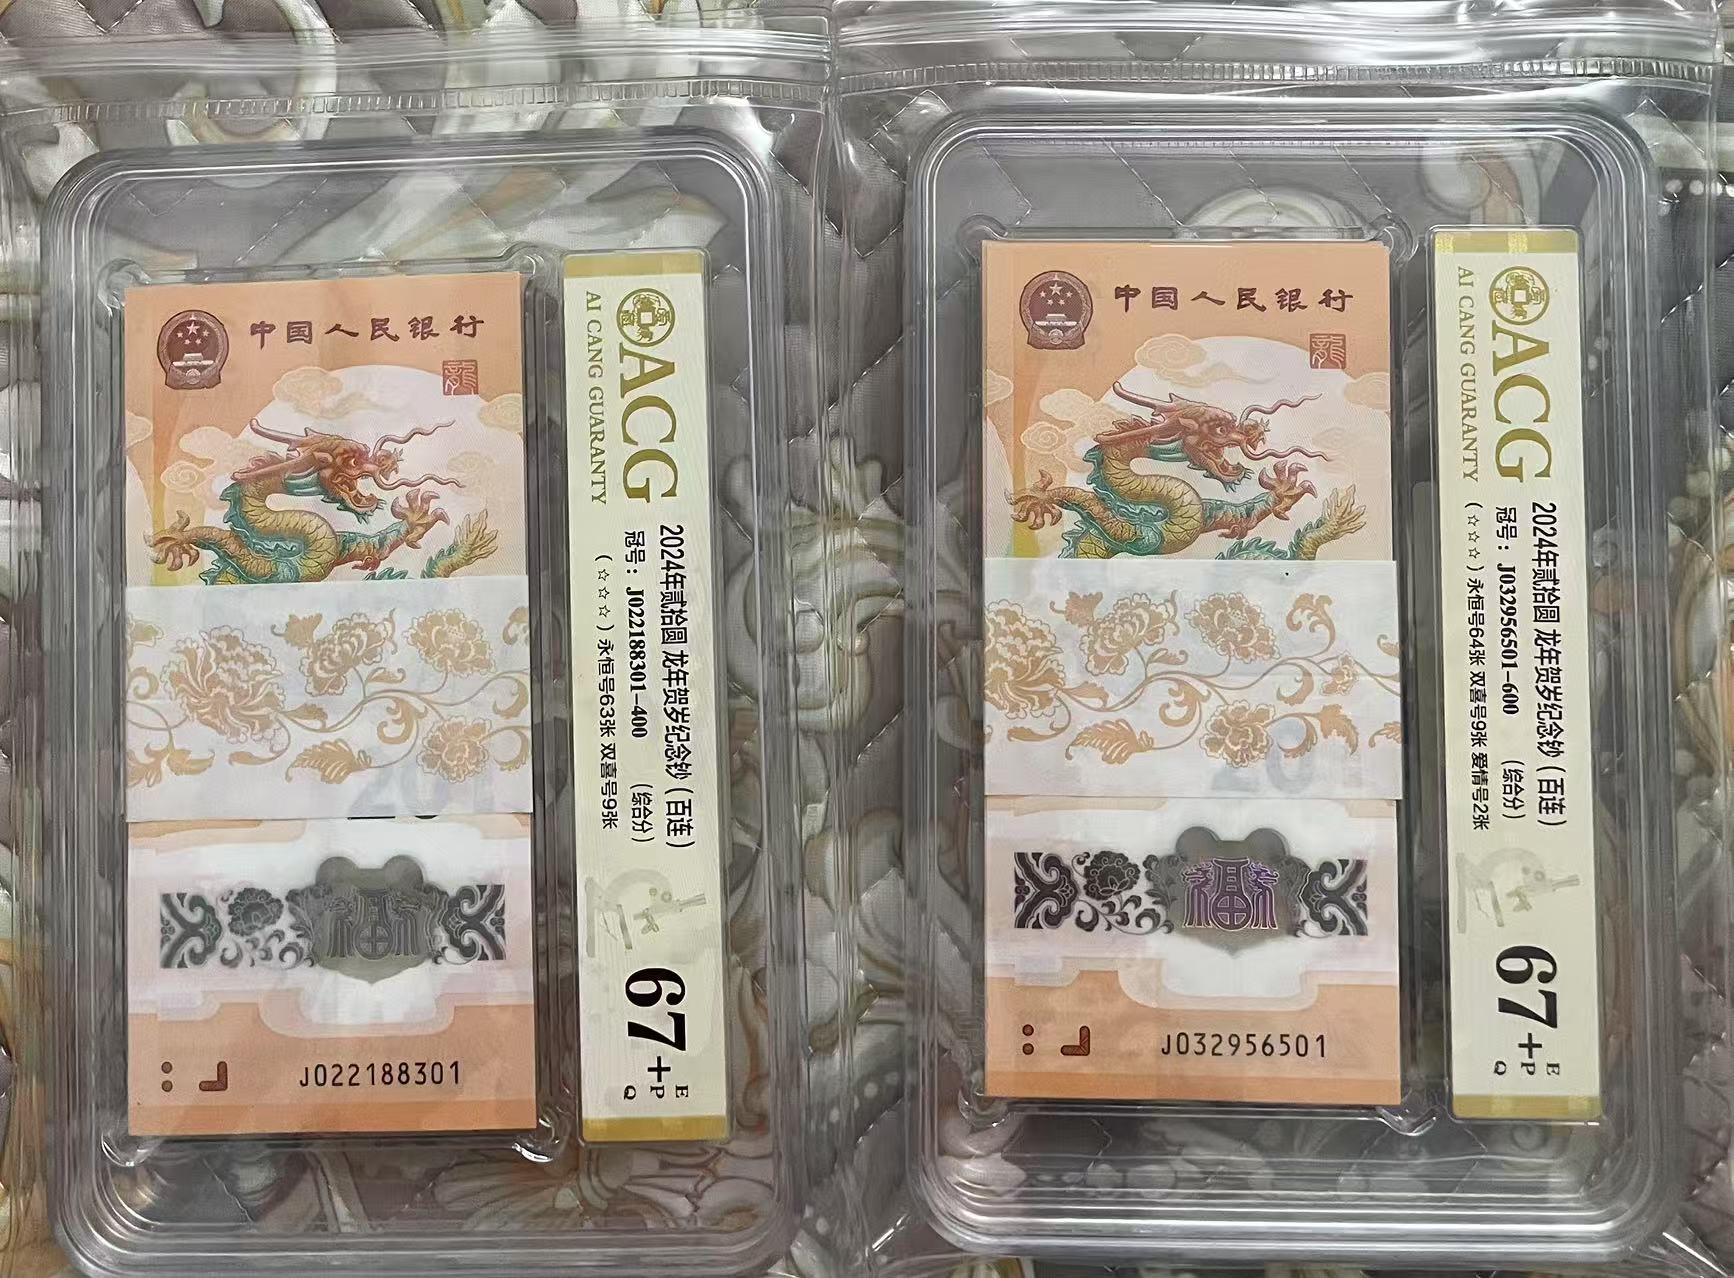 中国人民银行
龍
福
J022188301
ACG
AI CANG GUARANTY
2024年贰拾圆 龙年贺岁纪念钞（百连）
冠号：J022188301-400 （综合分）
（☆☆☆）永恒号63张 双喜号9张
67+
E
P
Q
中国人民银行
龍
20
福
J032956501
ACG
AI CANG GUARANTY
2024年贰拾圆 龙年贺岁纪念钞（百连）
冠号：J032956501-600 （综合分）
（☆☆☆）永恒号64张 双喜号9张 爱情号2张
67+
E
P
Q